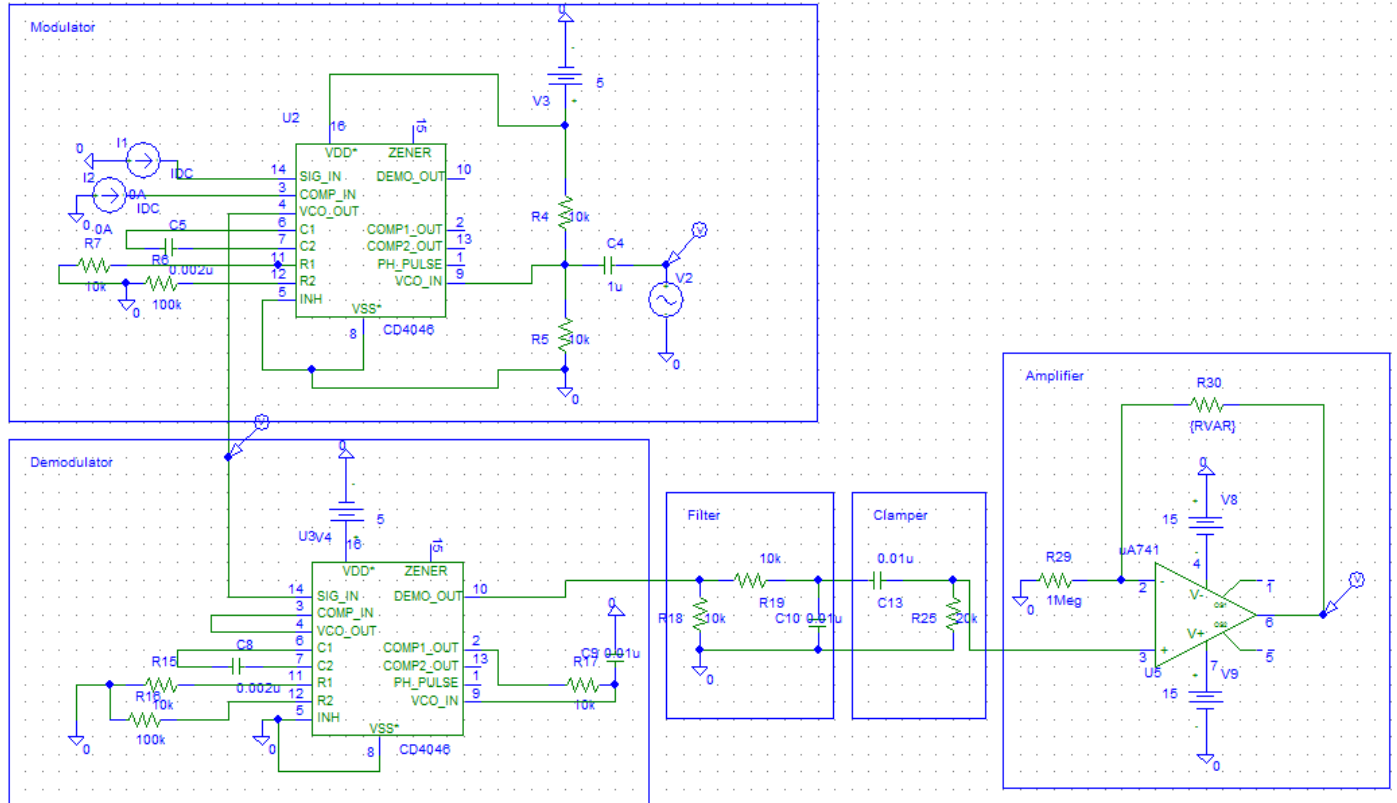 Modulator
0
5
V3
U2
16
15
VDD*
ZENER
0
I1
IDC
14
SIG_IN
DEMO_OUT
10
I2
0A
IDC
3
COMP_IN
4
VCO_OUT
0
0A
C5
6
C1
COMP1_OUT
2
R7
7
C2
COMP2_OUT
13
R6
0.002u
11
R1
PH_PULSE
1
10k
12
R2
VCO_IN
9
0
100k
5
INH
VSS*
8
CD4046
R4
10k
C4
1u
V2
R5
10k
0
0
V
Demodulator
V
0
5
U3
V4
16
15
VDD*
ZENER
14
SIG_IN
DEMO_OUT
10
3
COMP_IN
4
VCO_OUT
C8
6
C1
COMP1_OUT
2
R15
7
C2
COMP2_OUT
13
0.002u
11
R1
PH_PULSE
1
R16
10k
12
R2
VCO_IN
9
100k
5
INH
VSS*
8
CD4046
0
0
0
C9
0.01u
R17
10k
Filter
10k
R19
R18
10k
C10
0.01u
0
Clamper
0.01u
C13
R25
20k
Amplifier
R30
{RVAR}
0
V8
15
R29
1Meg
0
uA741
4
2
-
V-
OS1
1
6
OS2
V+
5
3
+
U5
7
V9
15
0
V